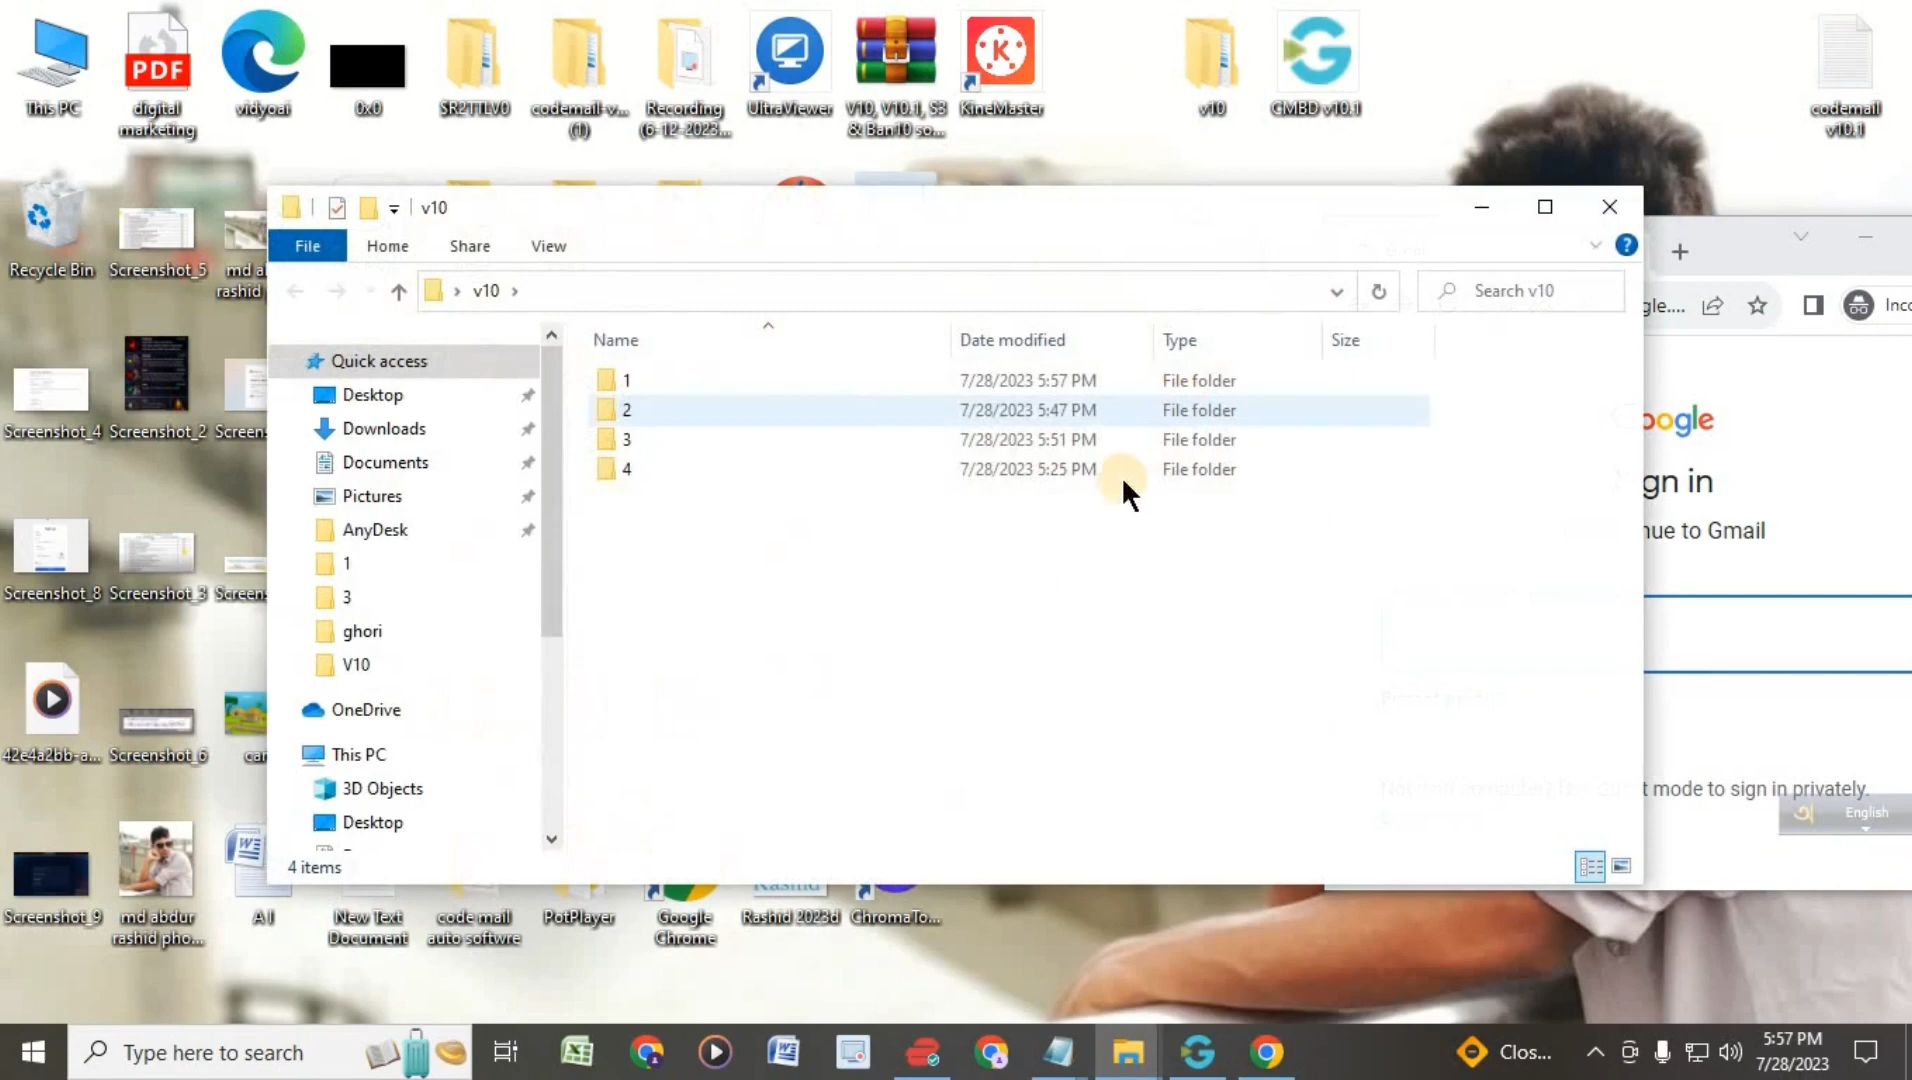 This PC
PDF
digital
marketing
vidyoai
0x0
SR2TTLV0
codemail-v...
(1)
Recording
(6-12-2023...
UltraViewer
V10, V10.1, S3
& Ban10 so...
KineMaster
v10
GMBD v10.1
codemail
v10.1
Recycle Bin
Screenshot_5
md a
rashid
Screenshot_4
Screenshot_2
Screen
Screenshot_8
Screenshot_3
Screen
42e4a2bb-a...
Screenshot_6
car
Screenshot_9
md abdur
rashid pho...
A I
New Text
Document
code mail
auto softwre
PotPlayer
Google
Chrome
Rashid 2023d
ChromaTo...
v10
File
Home
Share
View
v10
Search v10
Quick access
Desktop
Downloads
Documents
Pictures
AnyDesk
1
3
ghori
V10
OneDrive
This PC
3D Objects
Desktop
Name
Date modified
Type
Size
1 7/28/2023 5:57 PM File folder
2 7/28/2023 5:47 PM File folder
3 7/28/2023 5:51 PM File folder
4 7/28/2023 5:25 PM File folder
4 items
gle....
Inc
oogle
gn in
nue to Gmail
t mode to sign in privately.
English
Type here to search
Clos...
5:57 PM
7/28/2023